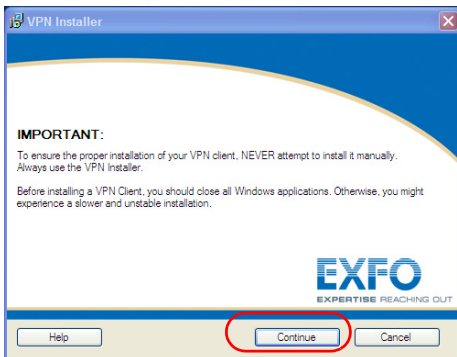 VPN Installer
IMPORTANT:
To ensure the proper installation of your VPN client, NEVER attempt to install it manually.
Always use the VPN Installer.
Before installing a VPN Client, you should close all Windows applications. Otherwise, you might
experience a slower and unstable installation.
EXFO
EXPERTISE REACHING OUT
Help
Continue
Cancel